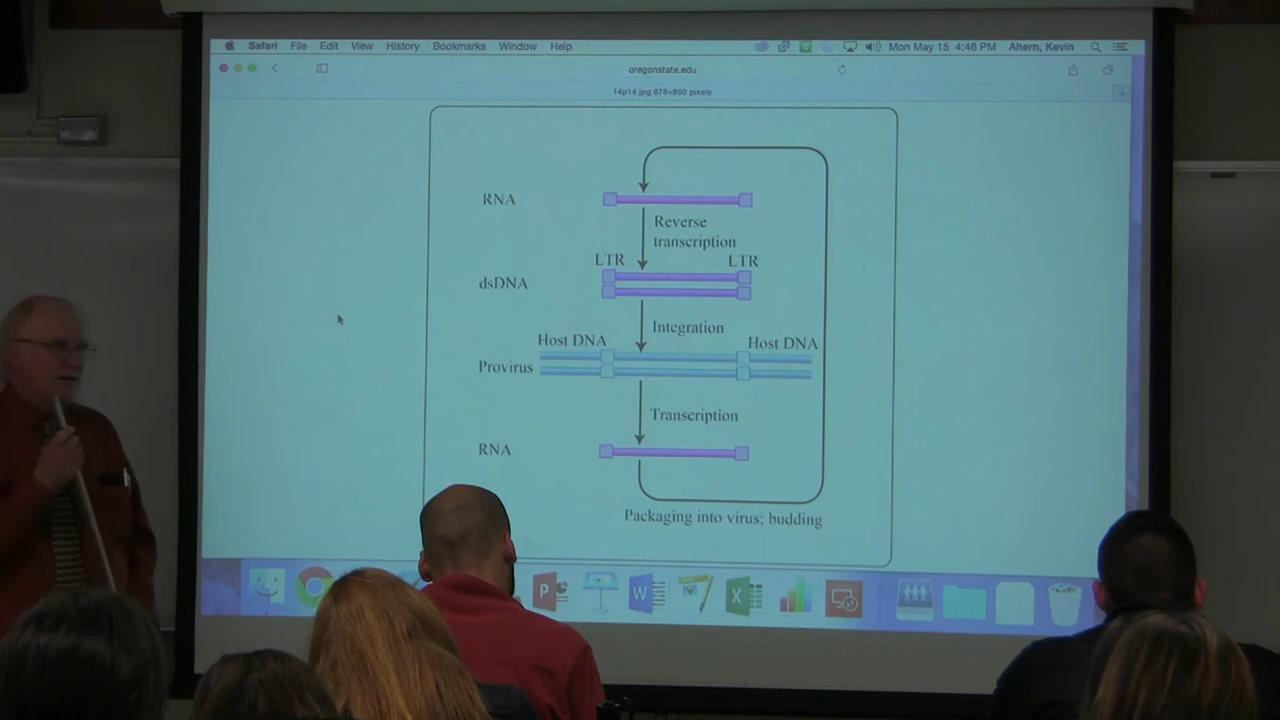 Safari File Edit View History Bookmarks Window Help Mon May 15 4:46 PM Ahern, Kevin
oregonstate.edu
14p14.jpg 878×850 pixels
RNA
Reverse
transcription
LTR LTR
dsDNA
Integration
Host DNA Host DNA
Provirus
Transcription
RNA
Packaging into virus; budding
P W X